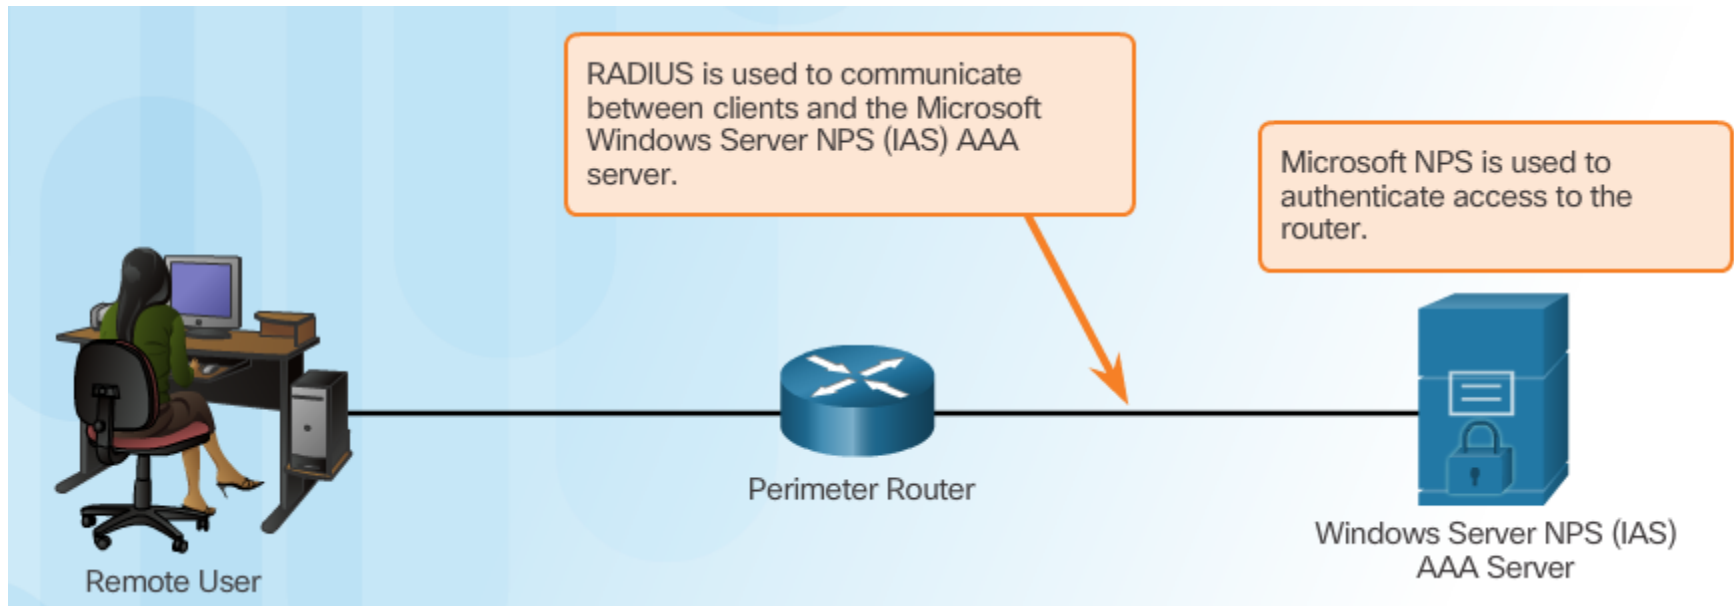 RADIUS is used to communicate
between clients and the Microsoft
Windows Server NPS (IAS) AAA
server.
Microsoft NPS is used to
authenticate access to the
router.
Perimeter Router
Windows Server NPS (IAS)
AAA Server
Remote User